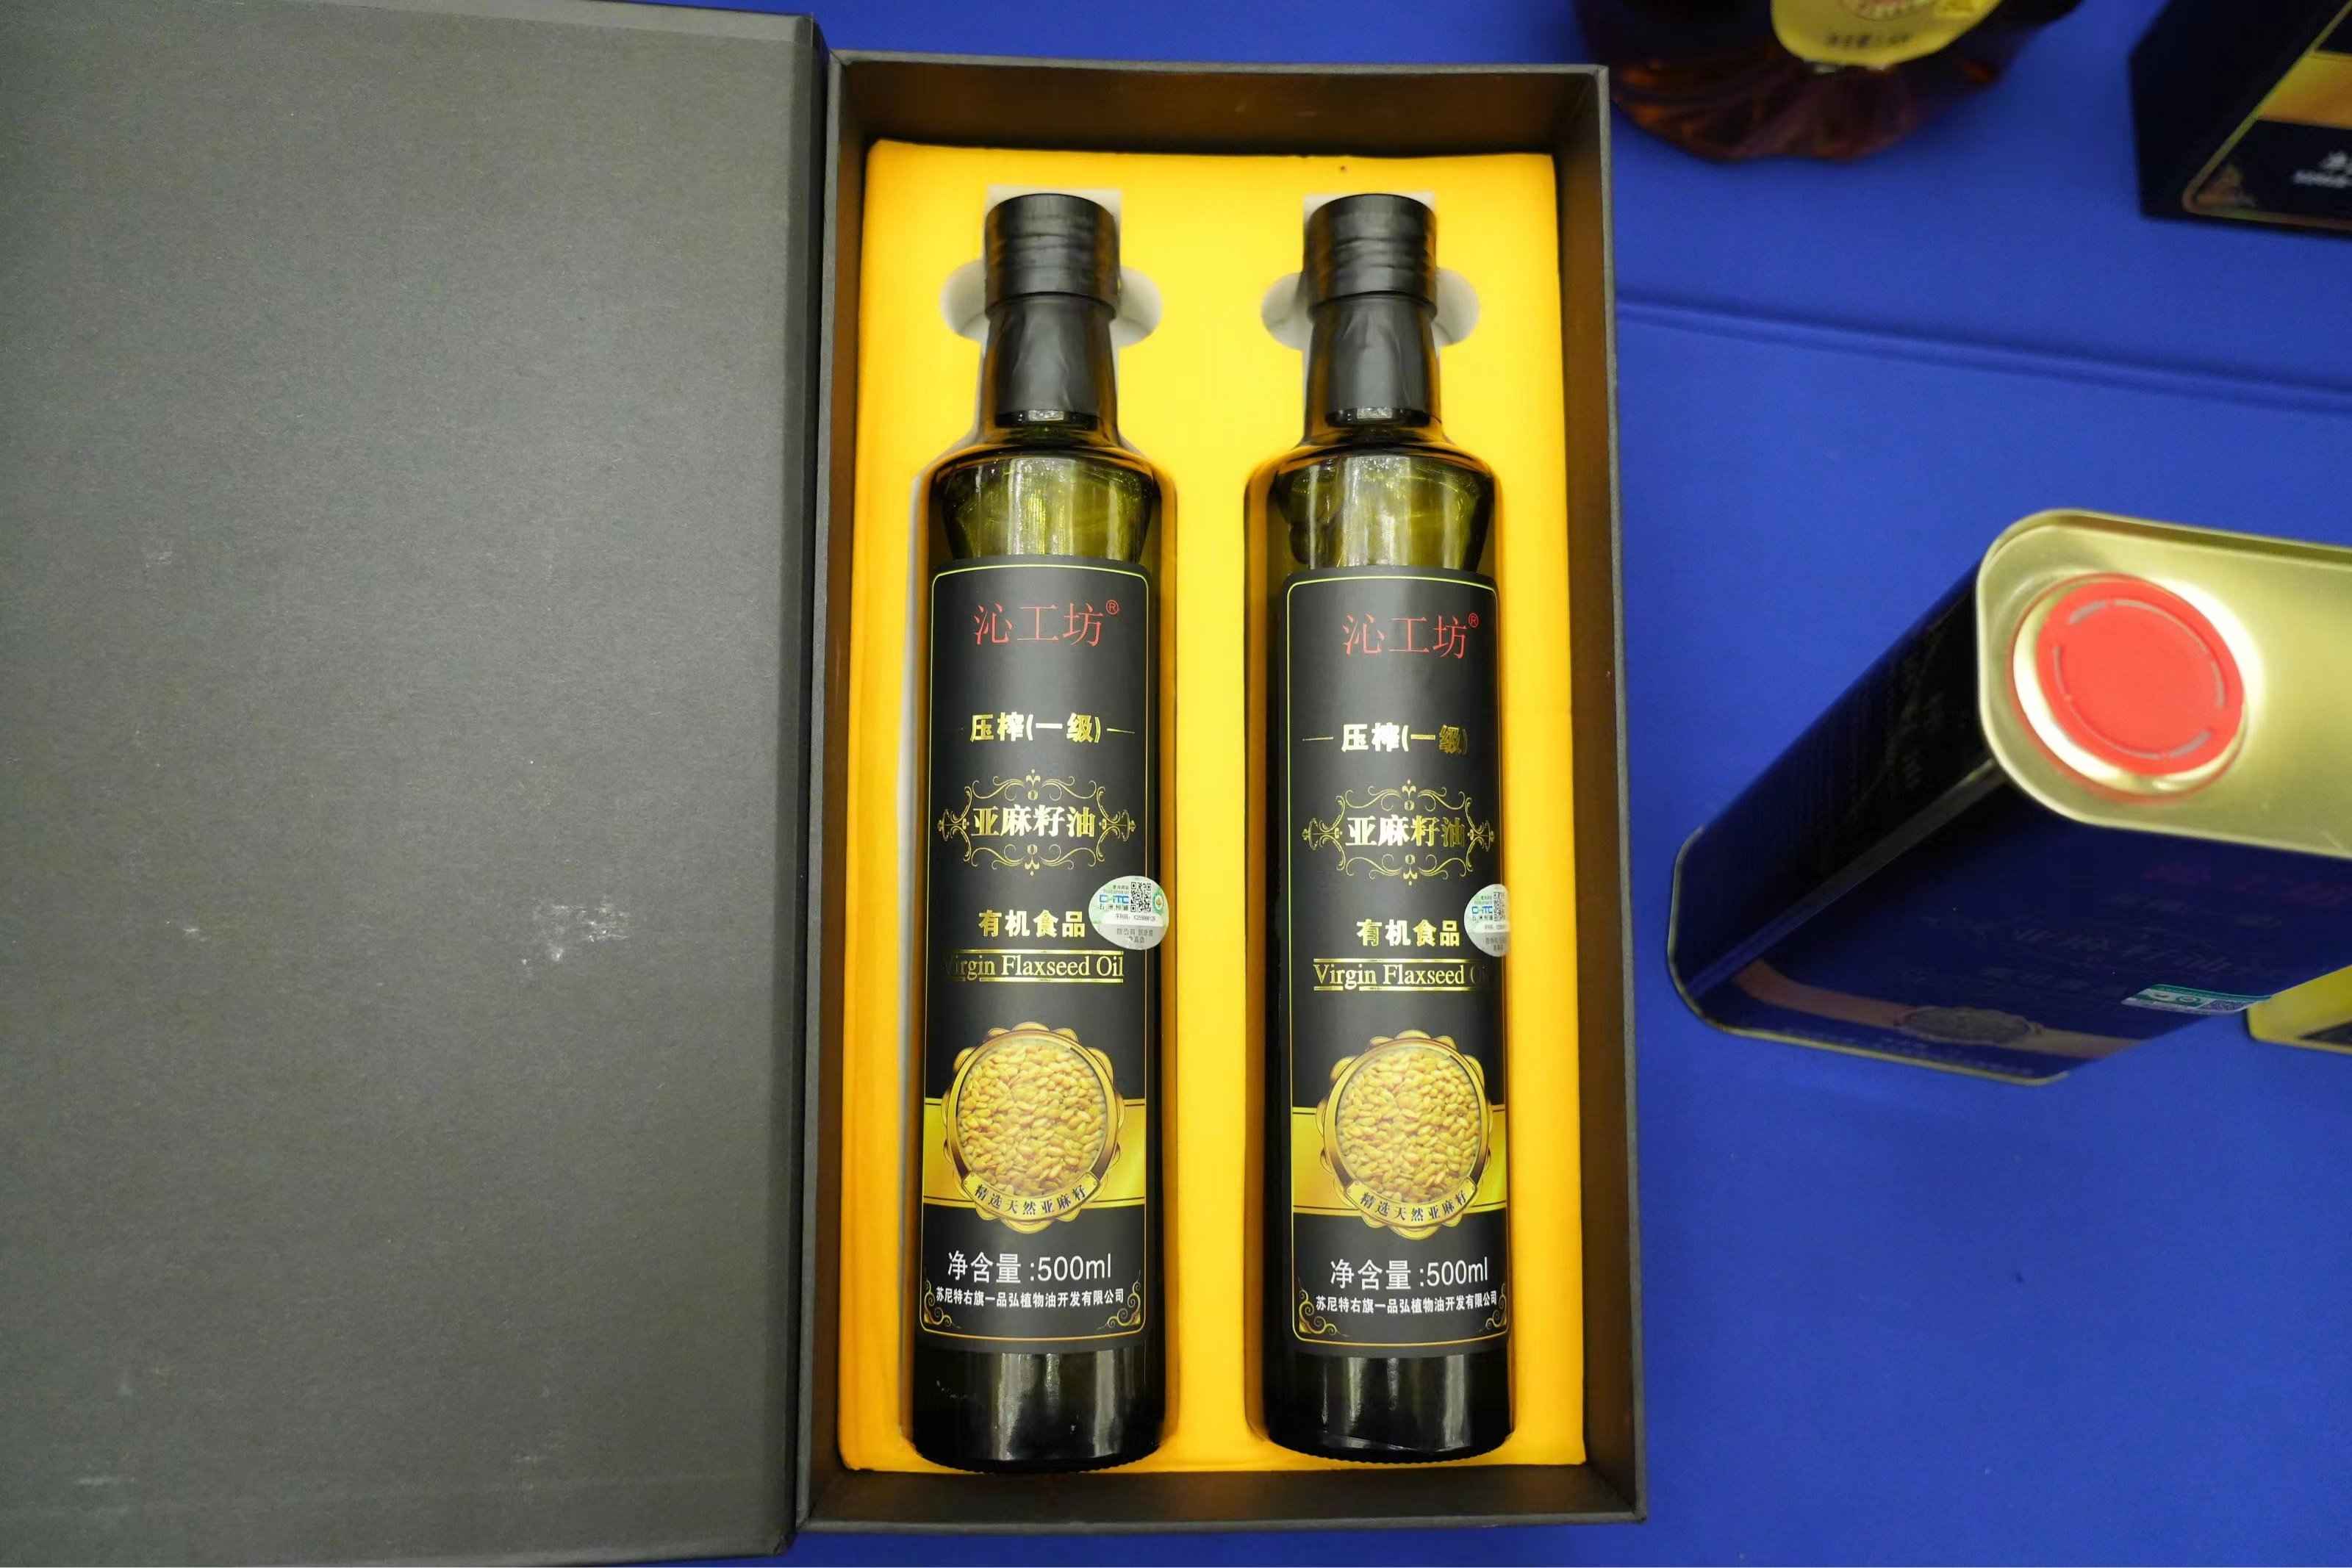 沁工坊®
压榨(一级)
亚麻籽油
有机食品
Virgin Flaxseed Oil
精选天然亚麻籽
净含量:500ml
苏尼特右旗一品弘植物油开发有限公司
沁工坊®
压榨(一级)
亚麻籽油
有机食品
Virgin Flaxseed
精选天然亚麻籽
净含量:500ml
苏尼特右旗一品弘植物油开发有限公司